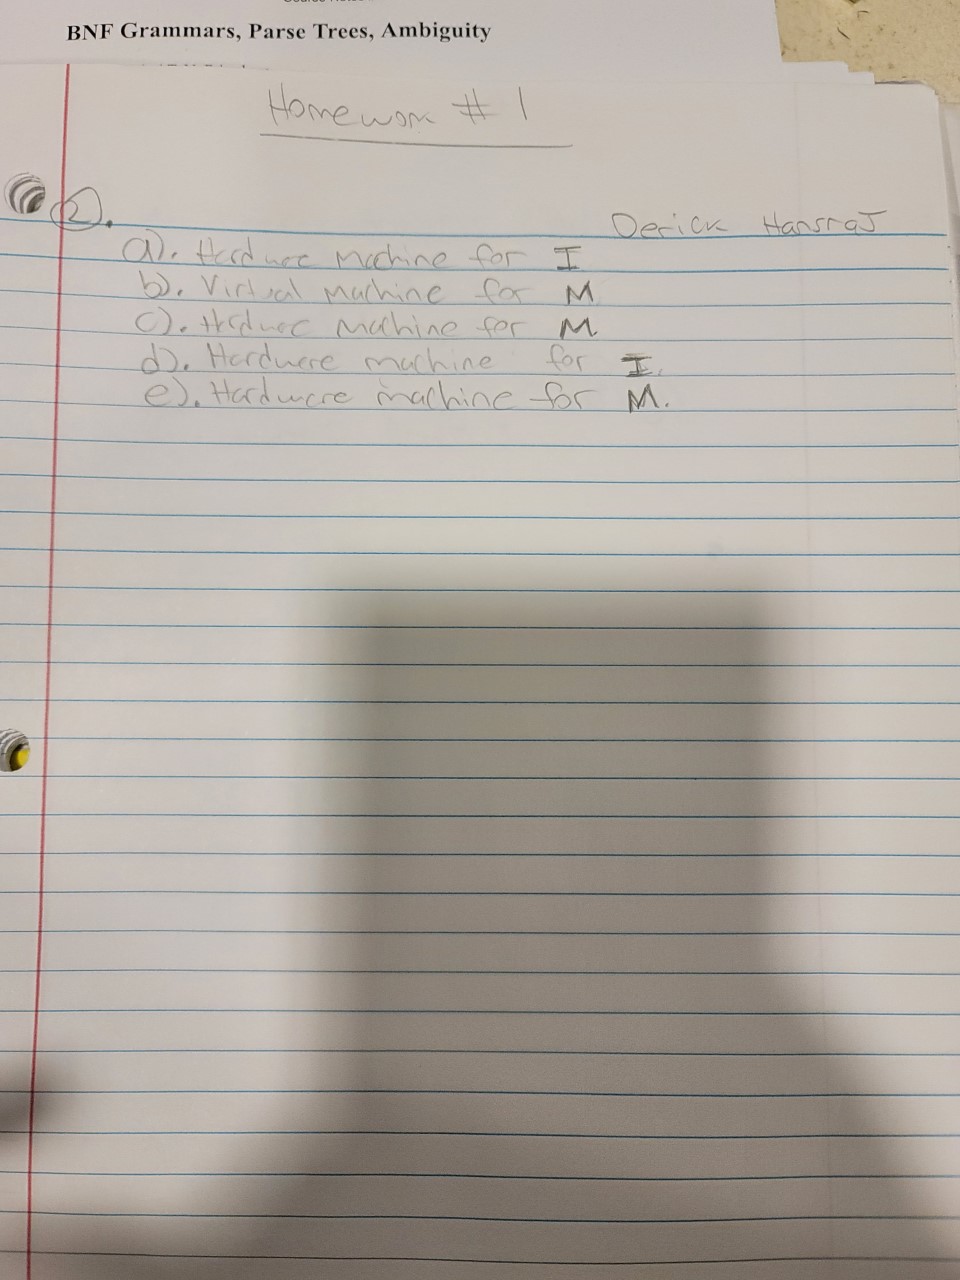 BNF Grammars, Parse Trees, Ambiguity
Homework # 1
2.
Derick Hansraj
a). Hardware Machine for I
b). Virtual Machine for M
c). Hardware Machine for M
d). Hardware machine for I.
e). Hardware machine for M.